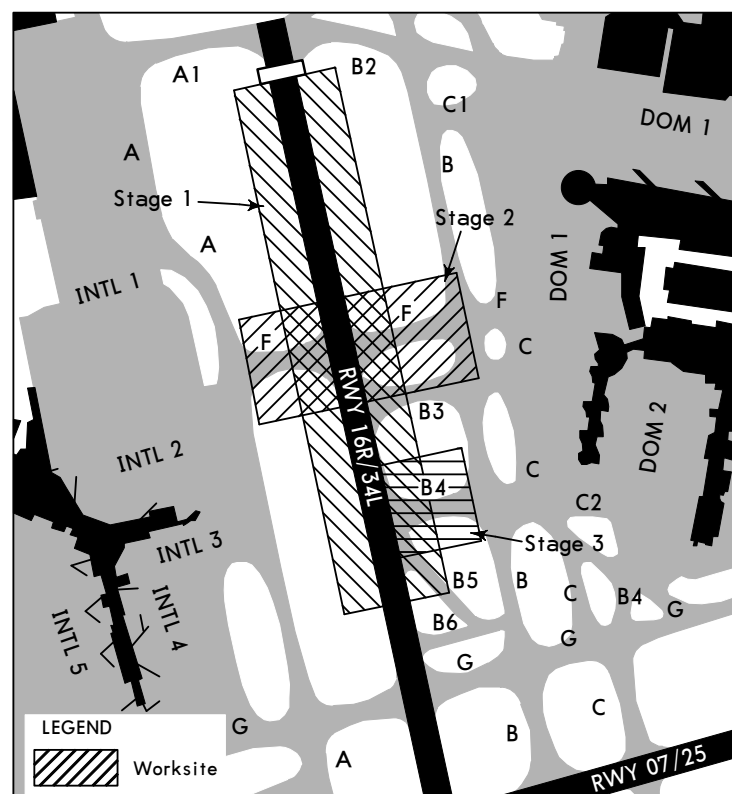 A1
B2
C1
DOM 1
A
B
Stage 1
Stage 2
A
DOM 1
INTL 1
F
F
F
C
RWY 16R/34L
B3
DOM 2
INTL 2
C
B4
C2
INTL 3
Stage 3
INTL 4
INTL 5
B5
B
C
B4
G
B6
G
G
G
C
B
A
RWY 07/25
LEGEND
Worksite